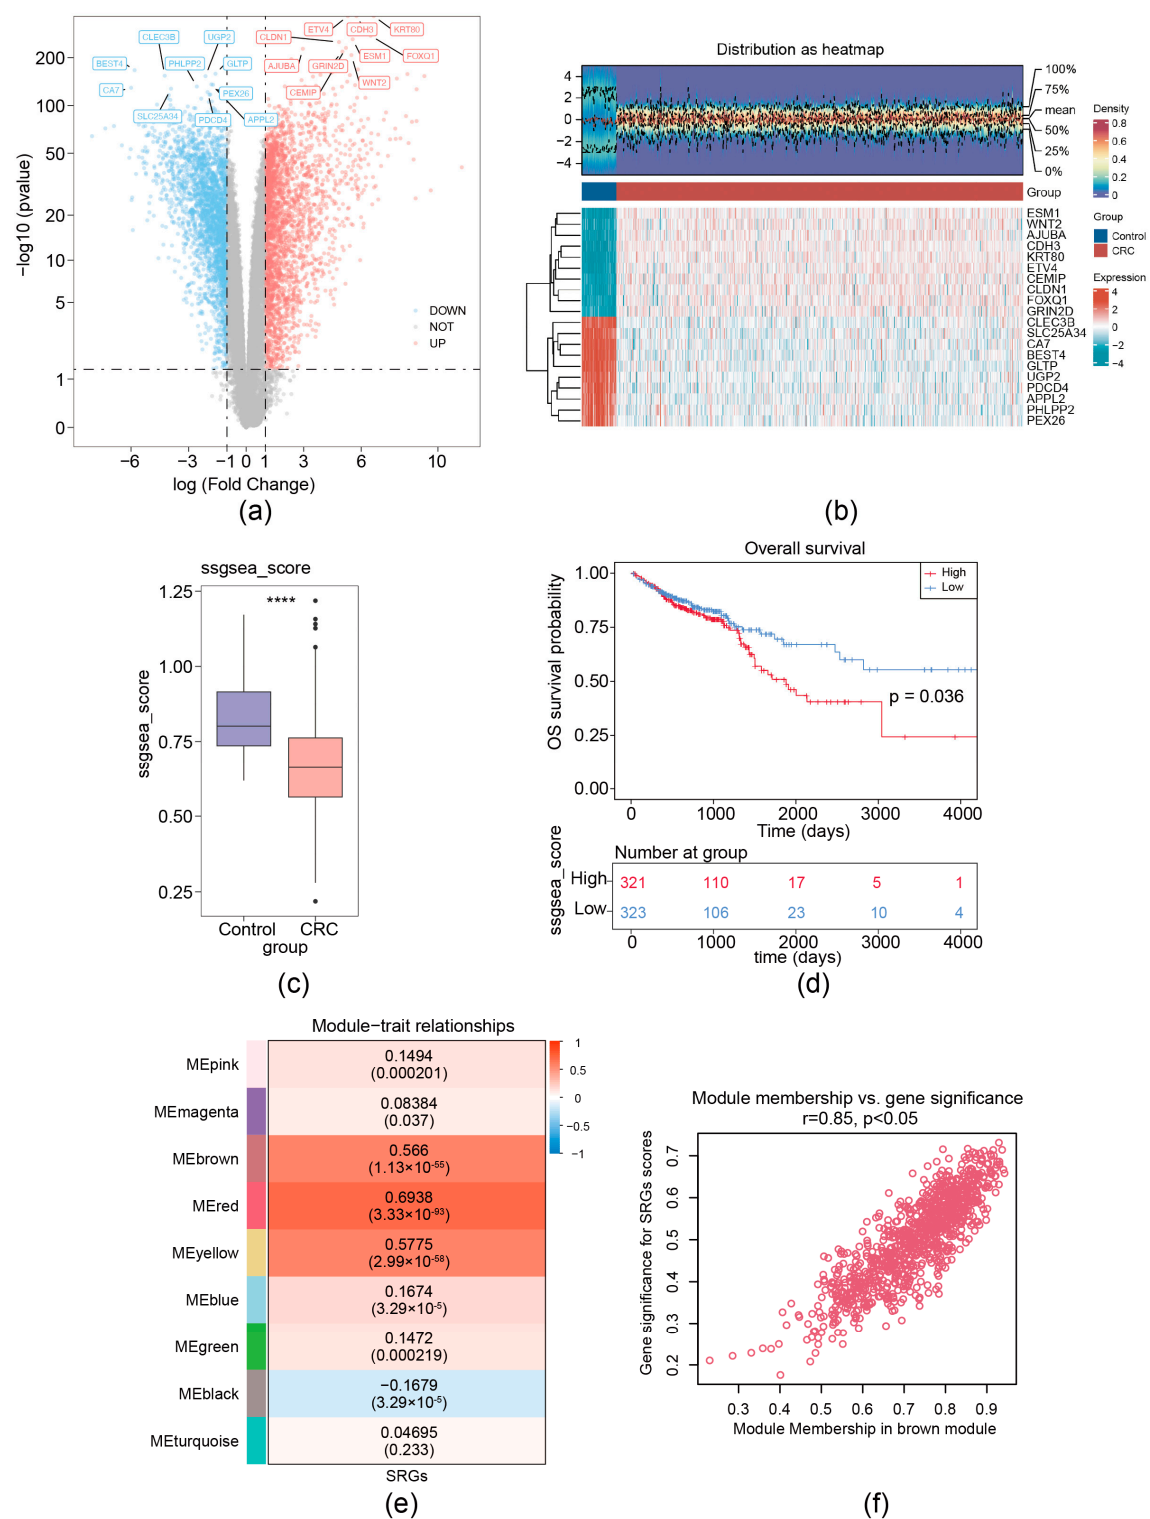 ETV4
CDH3
KRT80
CLEC3B
UGP2
CLDN1
ESM1
FOXQ1
BEST4
PHLPP2
GLTP
AJUBA
GRIN2D
WNT2
CA7
PEX26
CEMIP
SLC25A34
PDCD4
APPL2
200
100
50
20
10
5
1
0
−log10 (pvalue)
DOWN
NOT
UP
−6
−3
−1
0
1
3
6
10
log (Fold Change)
(a)
Distribution as heatmap
4
2
0
−2
−4
100%
75%
mean
50%
25%
0%
Density
0.8
0.6
0.4
0.2
0
Group
Group
Control
CRC
Expression
4
2
0
−2
−4
ESM1
WNT2
AJUBA
CDH3
KRT80
ETV4
CEMIP
CLDN1
FOXQ1
GRIN2D
CLEC3B
SLC25A34
CA7
BEST4
GLTP
UGP2
PDCD4
APPL2
PHLPP2
PEX26
(b)
ssgsea_score
1.25
1.00
0.75
0.50
0.25
ssgsea_score
****
Control
CRC
group
(c)
Overall survival
High
Low
1.00
0.75
0.50
0.25
0.00
OS survival probability
p = 0.036
0
1000
2000
3000
4000
Time (days)
Number at group
ssgsea_score
High
321
110
17
5
1
Low
323
106
23
10
4
0
1000
2000
3000
4000
time (days)
(d)
Module−trait relationships
MEpink
0.1494
(0.000201)
MEmagenta
0.08384
(0.037)
MEbrown
0.566
(1.13×10⁻⁵⁵)
MEred
0.6938
(3.33×10⁻⁹³)
MEyellow
0.5775
(2.99×10⁻⁵⁸)
MEblue
0.1674
(3.29×10⁻⁵)
MEgreen
0.1472
(0.000219)
MEblack
−0.1679
(3.29×10⁻⁵)
MEturquoise
0.04695
(0.233)
SRGs
1
0.5
0
−0.5
−1
(e)
Module membership vs. gene significance
r=0.85, p<0.05
Gene significance for SRGs scores
0.7
0.6
0.5
0.4
0.3
0.2
0.3
0.4
0.5
0.6
0.7
0.8
0.9
Module Membership in brown module
(f)